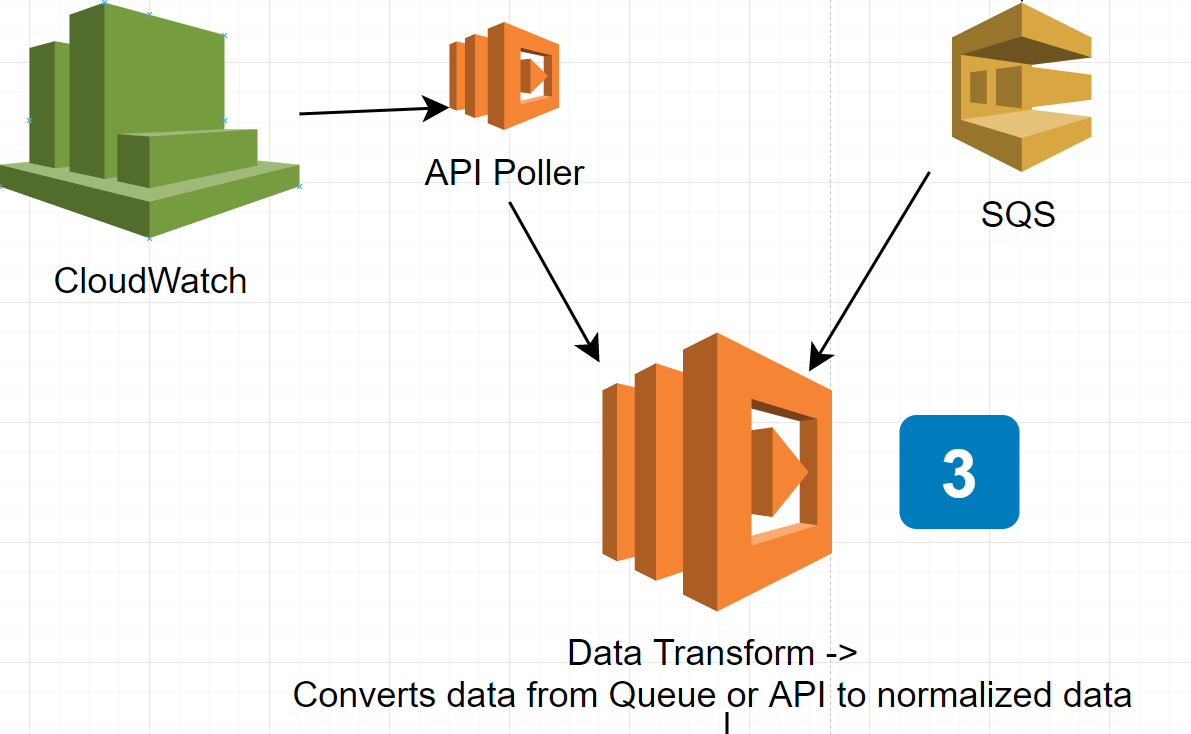 API Poller
SQS
CloudWatch
3
Data Transform ->
Converts data from Queue or API to normalized data